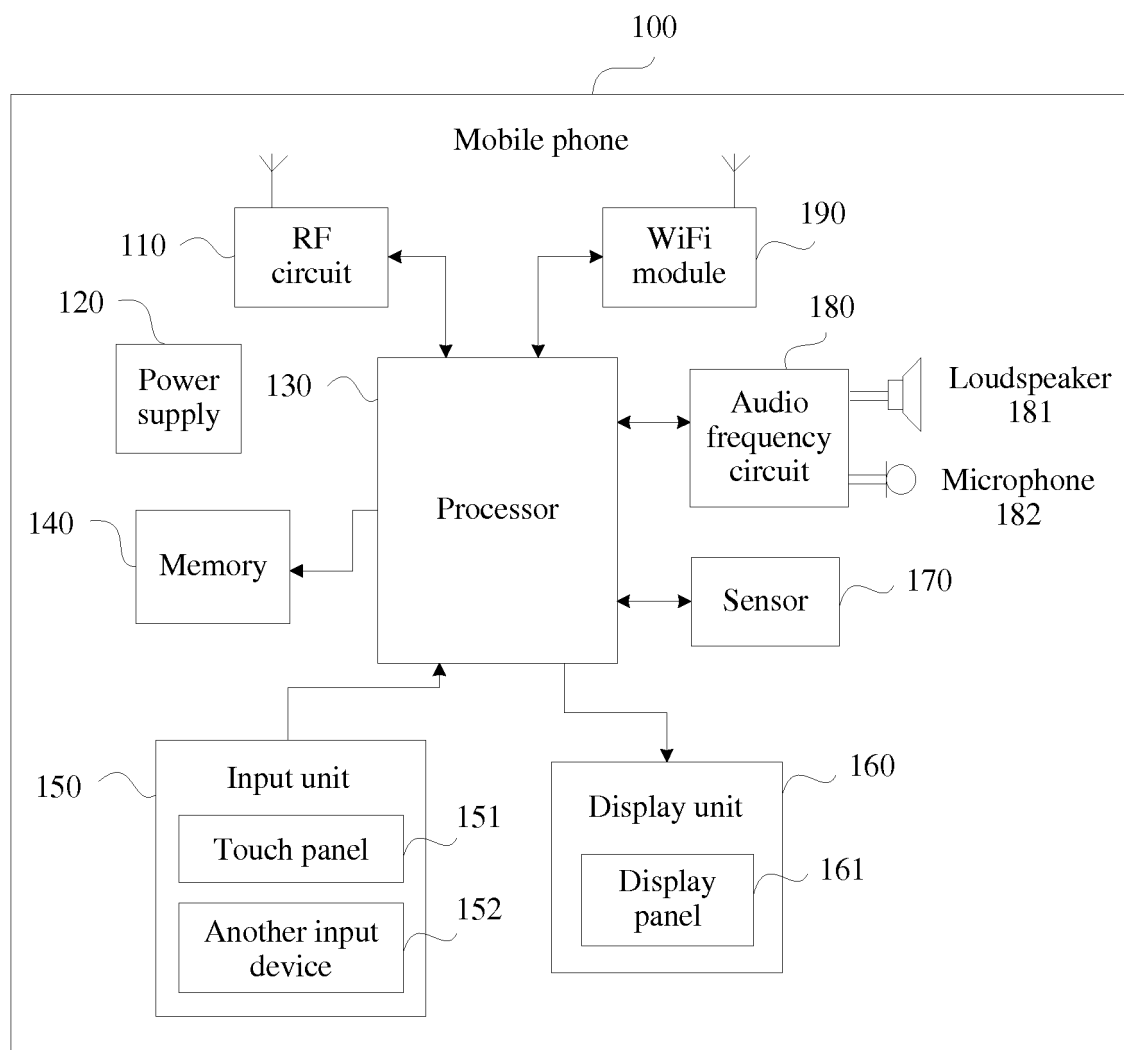 100
Mobile phone
110
RF
circuit
WiFi
module
190
120
Power
supply
130
Processor
180
Audio
frequency
circuit
Loudspeaker
181
Microphone
182
140
Memory
Sensor
170
150
Input unit
Touch panel
151
Another input
device
152
Display unit
160
Display
panel
161